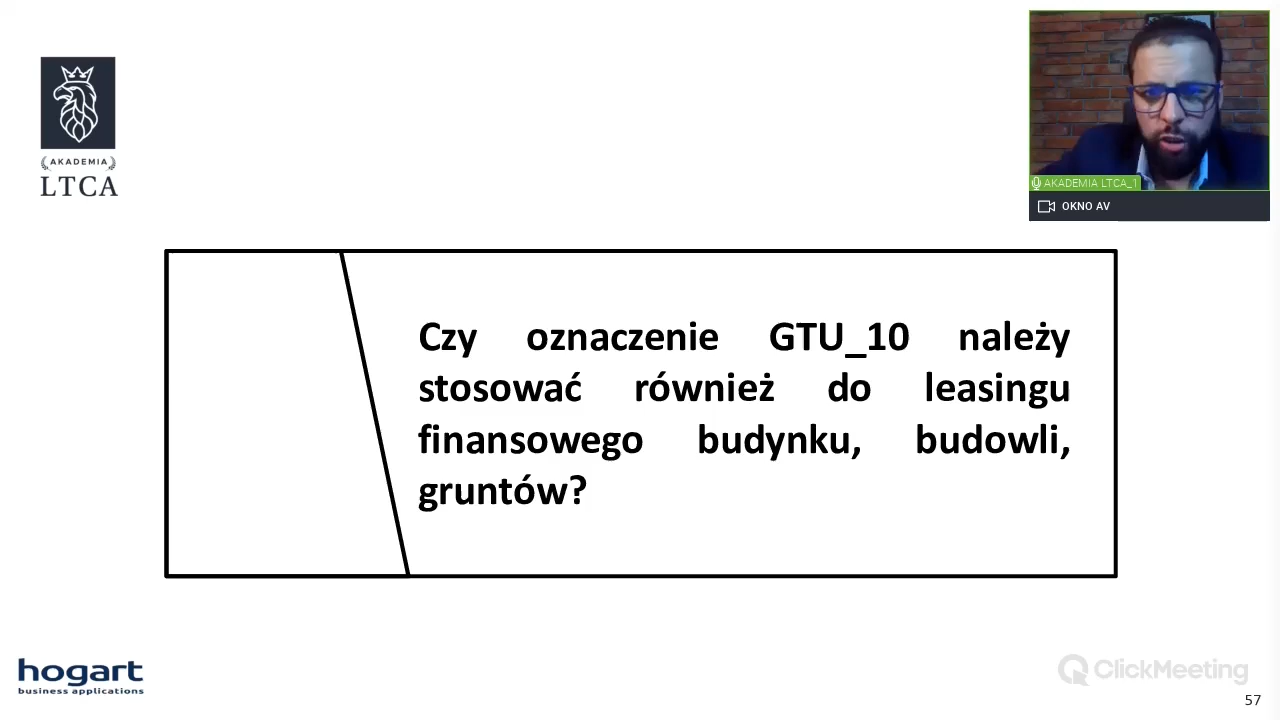 AKADEMIA
LTCA
AKADEMIA LTCA_1
OKNO AV
Czy oznaczenie GTU_10 należy
stosować również do leasingu
finansowego budynku, budowli,
gruntów?
hogart
business applications
ClickMeeting
57